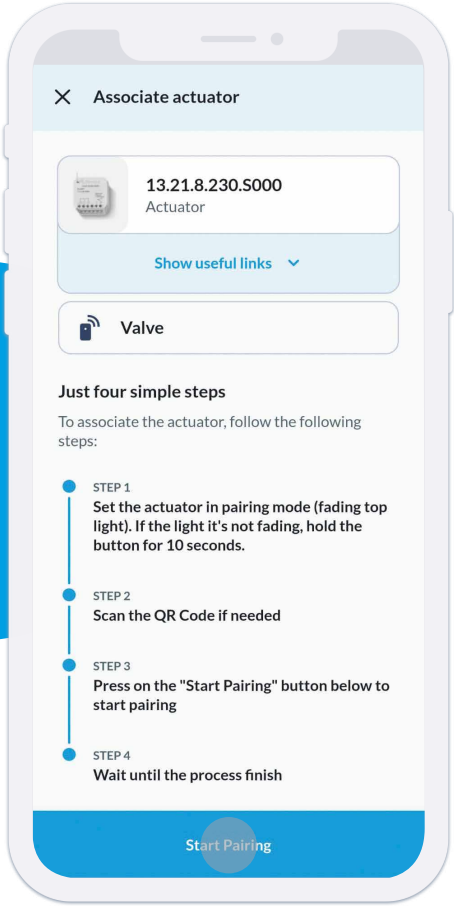 Associate actuator
13.21.8.230.S000
Actuator
Show useful links
Valve
Just four simple steps
To associate the actuator, follow the following
steps:
STEP 1
Set the actuator in pairing mode (fading top
light). If the light it's not fading, hold the
button for 10 seconds.
STEP 2
Scan the QR Code if needed
STEP 3
Press on the "Start Pairing" button below to
start pairing
STEP 4
Wait until the process finish
Start Pairing